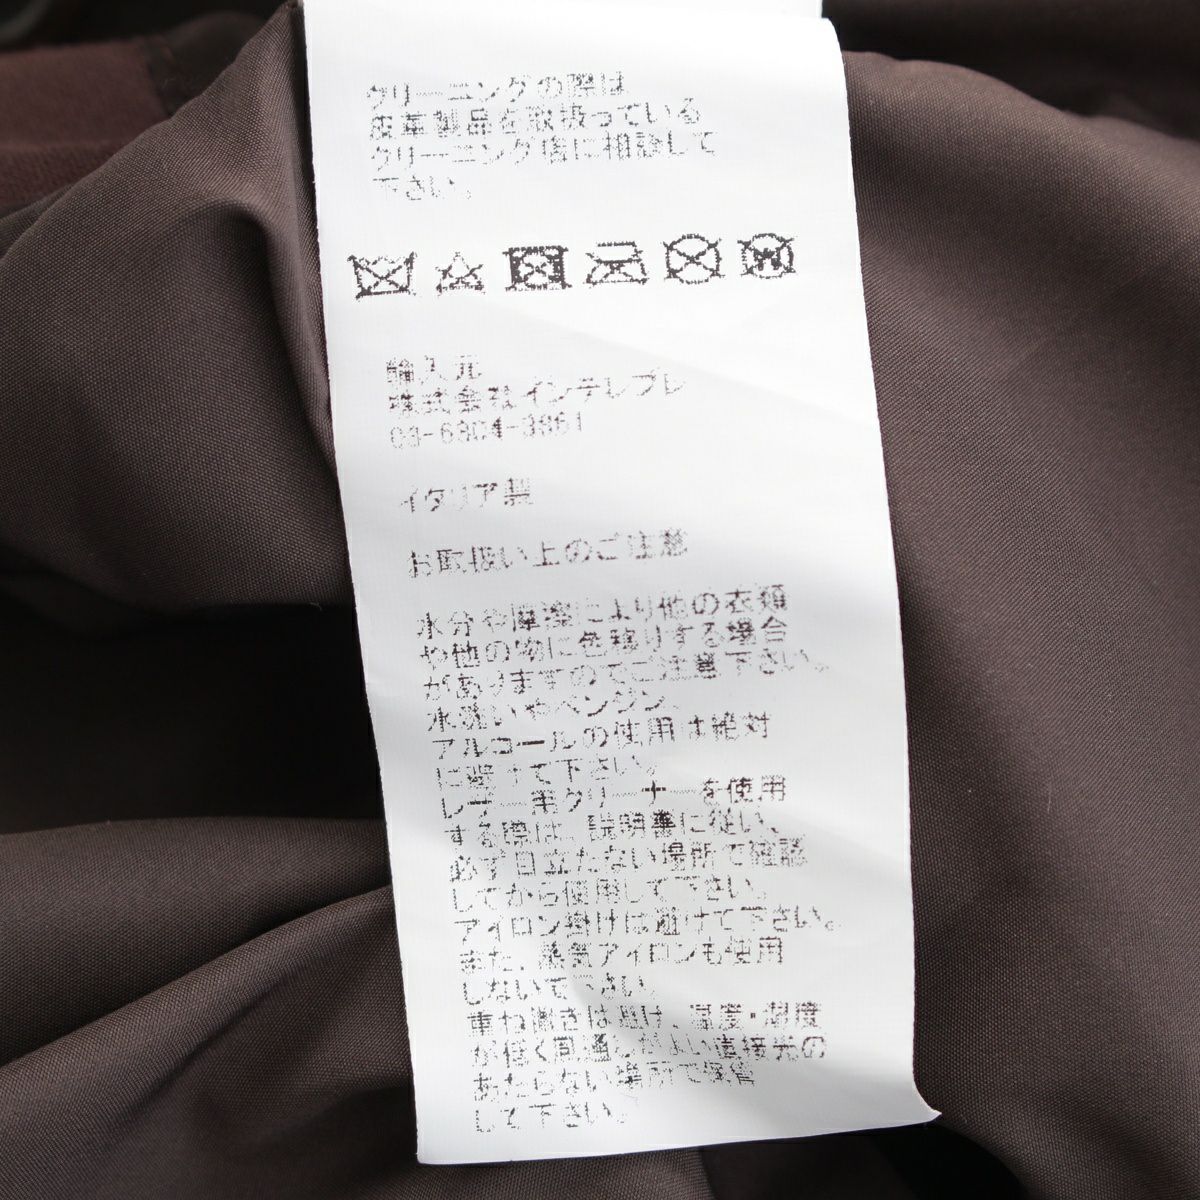 クリーニングの際は
皮革製品を取扱っている
クリーニング店に相談して
下さい。
輸入元
株式会社インテレプレ
03-6804-3861
イタリア製
お取扱い上のご注意
水分や摩擦により他の衣類
や他の物に色移りする場合
がありますのでご注意下さい。
水洗いやベンジン、
アルコールの使用は絶対
に避けて下さい。
レザー用クリーナーを使用
する際は、説明書に従い、
必ず目立たない場所で確認
してから使用して下さい。
アイロン掛けは避けて下さい。
また、蒸気アイロンも使用
しないで下さい。
重ね置きは避け、温度・湿度
が低く風通しがよい直接光の
あたらない場所で保管
して下さい。